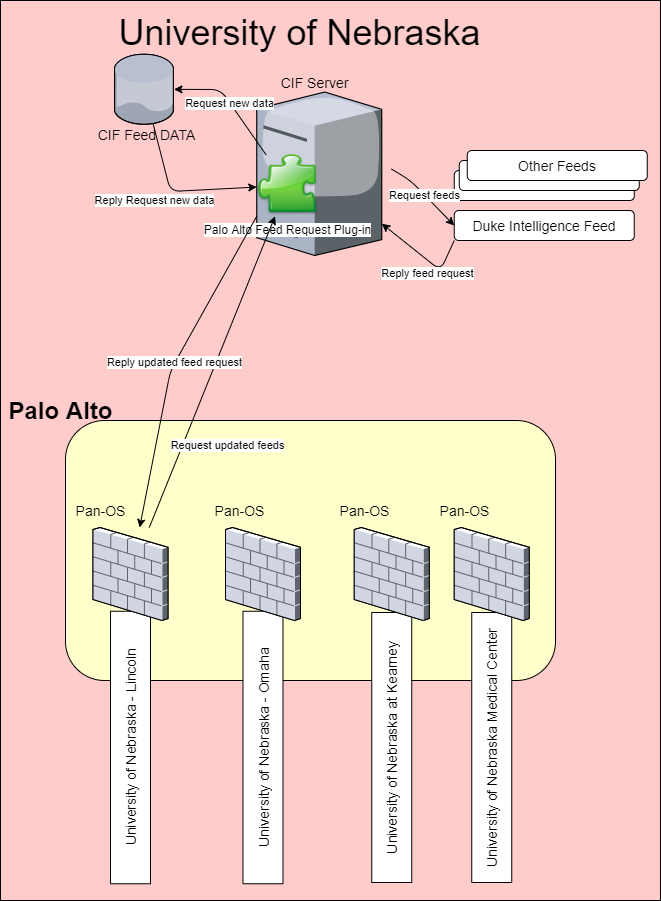 University of Nebraska
CIF Server
Request new data
CIF Feed DATA
Other Feeds
Request feeds
Reply Request new data
Duke Intelligence Feed
Palo Alto Feed Request Plug-in
Reply feed request
Reply updated feed request
Palo Alto
Request updated feeds
Pan-OS
Pan-OS
Pan-OS
Pan-OS
University of Nebraska - Lincoln
University of Nebraska - Omaha
University of Nebraska at Kearney
University of Nebraska Medical Center